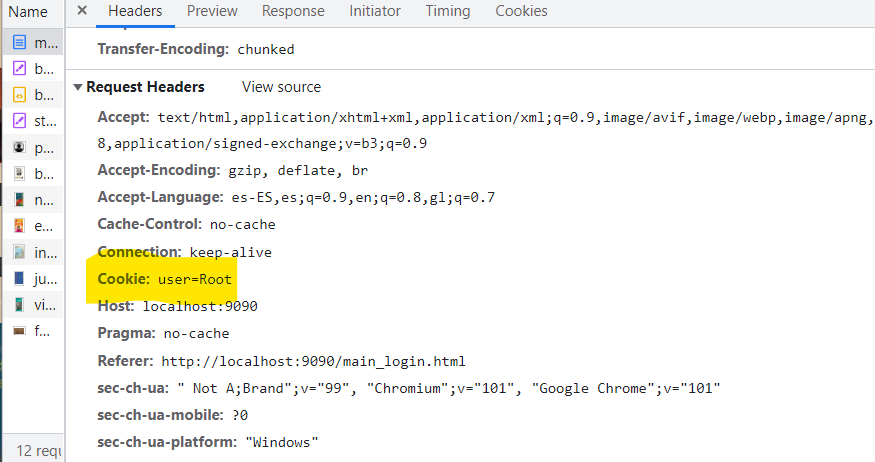 Name
× Headers Preview Response Initiator Timing Cookies
m...
b...
b...
st...
p...
b...
n...
e...
in...
ju...
vi...
f...
12 requ
Transfer-Encoding: chunked
▼ Request Headers View source
Accept: text/html,application/xhtml+xml,application/xml;q=0.9,image/avif,image/webp,image/apng,
8,application/signed-exchange;v=b3;q=0.9
Accept-Encoding: gzip, deflate, br
Accept-Language: es-ES,es;q=0.9,en;q=0.8,gl;q=0.7
Cache-Control: no-cache
Connection: keep-alive
Cookie: user=Root
Host: localhost:9090
Pragma: no-cache
Referer: http://localhost:9090/main_login.html
sec-ch-ua: " Not A;Brand";v="99", "Chromium";v="101", "Google Chrome";v="101"
sec-ch-ua-mobile: ?0
sec-ch-ua-platform: "Windows"